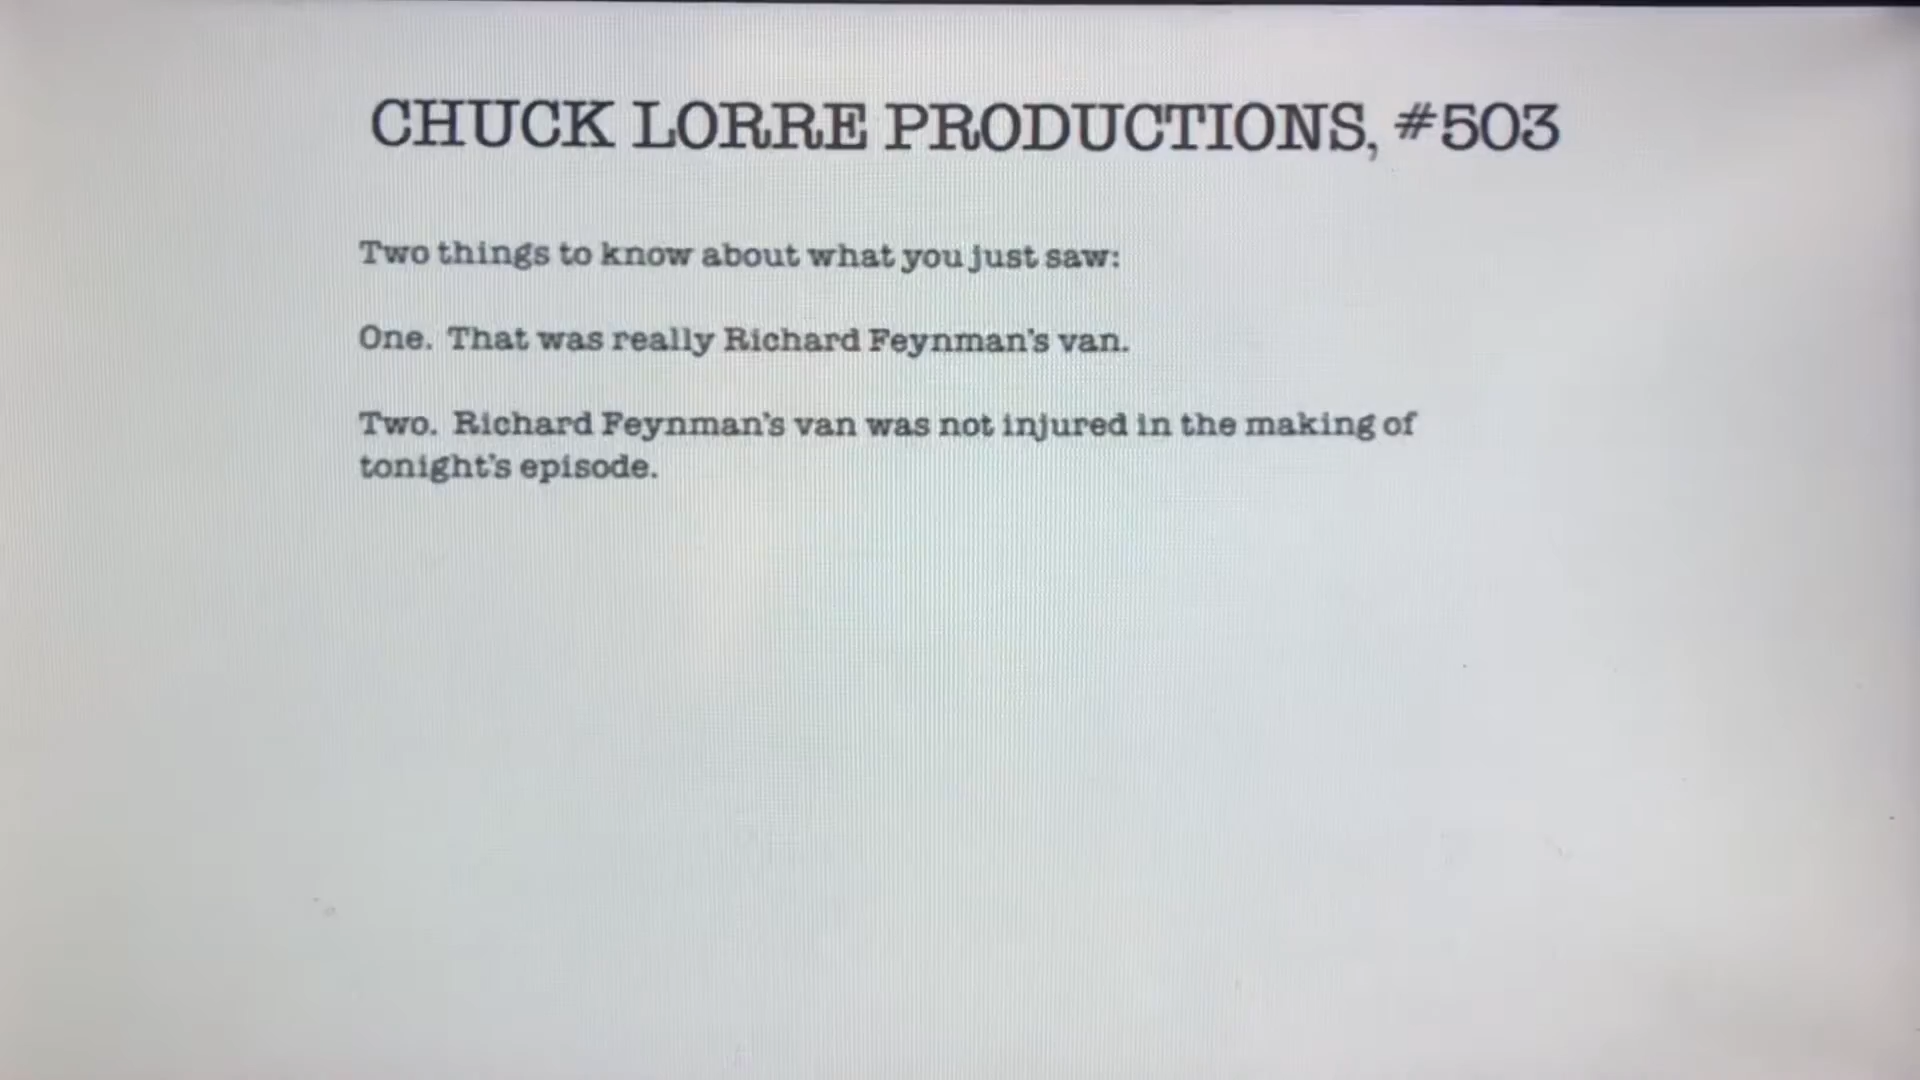 CHUCK LORRE PRODUCTIONS, #503
Two things to know about what you just saw:
One. That was really Richard Feynman's van.
Two. Richard Feynman's van was not injured in the making of
tonight's episode.